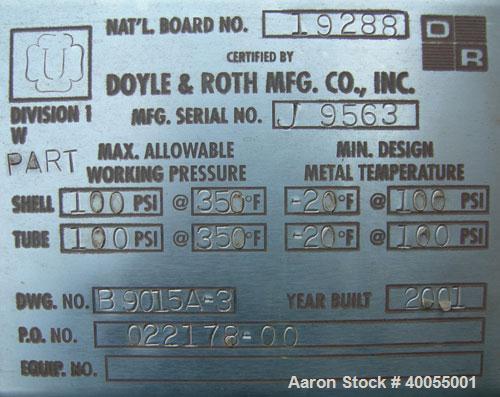 NAT'L. BOARD NO. 19288 D
R
U
CERTIFIED BY
DOYLE & ROTH MFG. CO., INC.
DIVISION 1 MFG. SERIAL NO. J 9563
W
PART MAX. ALLOWABLE MIN. DESIGN
WORKING PRESSURE METAL TEMPERATURE
SHELL 100 PSI @ 350°F -20°F @ 100 PSI
TUBE 100 PSI @ 350°F -20°F @ 100 PSI
DWG. NO. B9015A-3 YEAR BUILT 2001
P.O. NO. 022178-00
EQUIP. NO.
Aaron Stock # 40055001